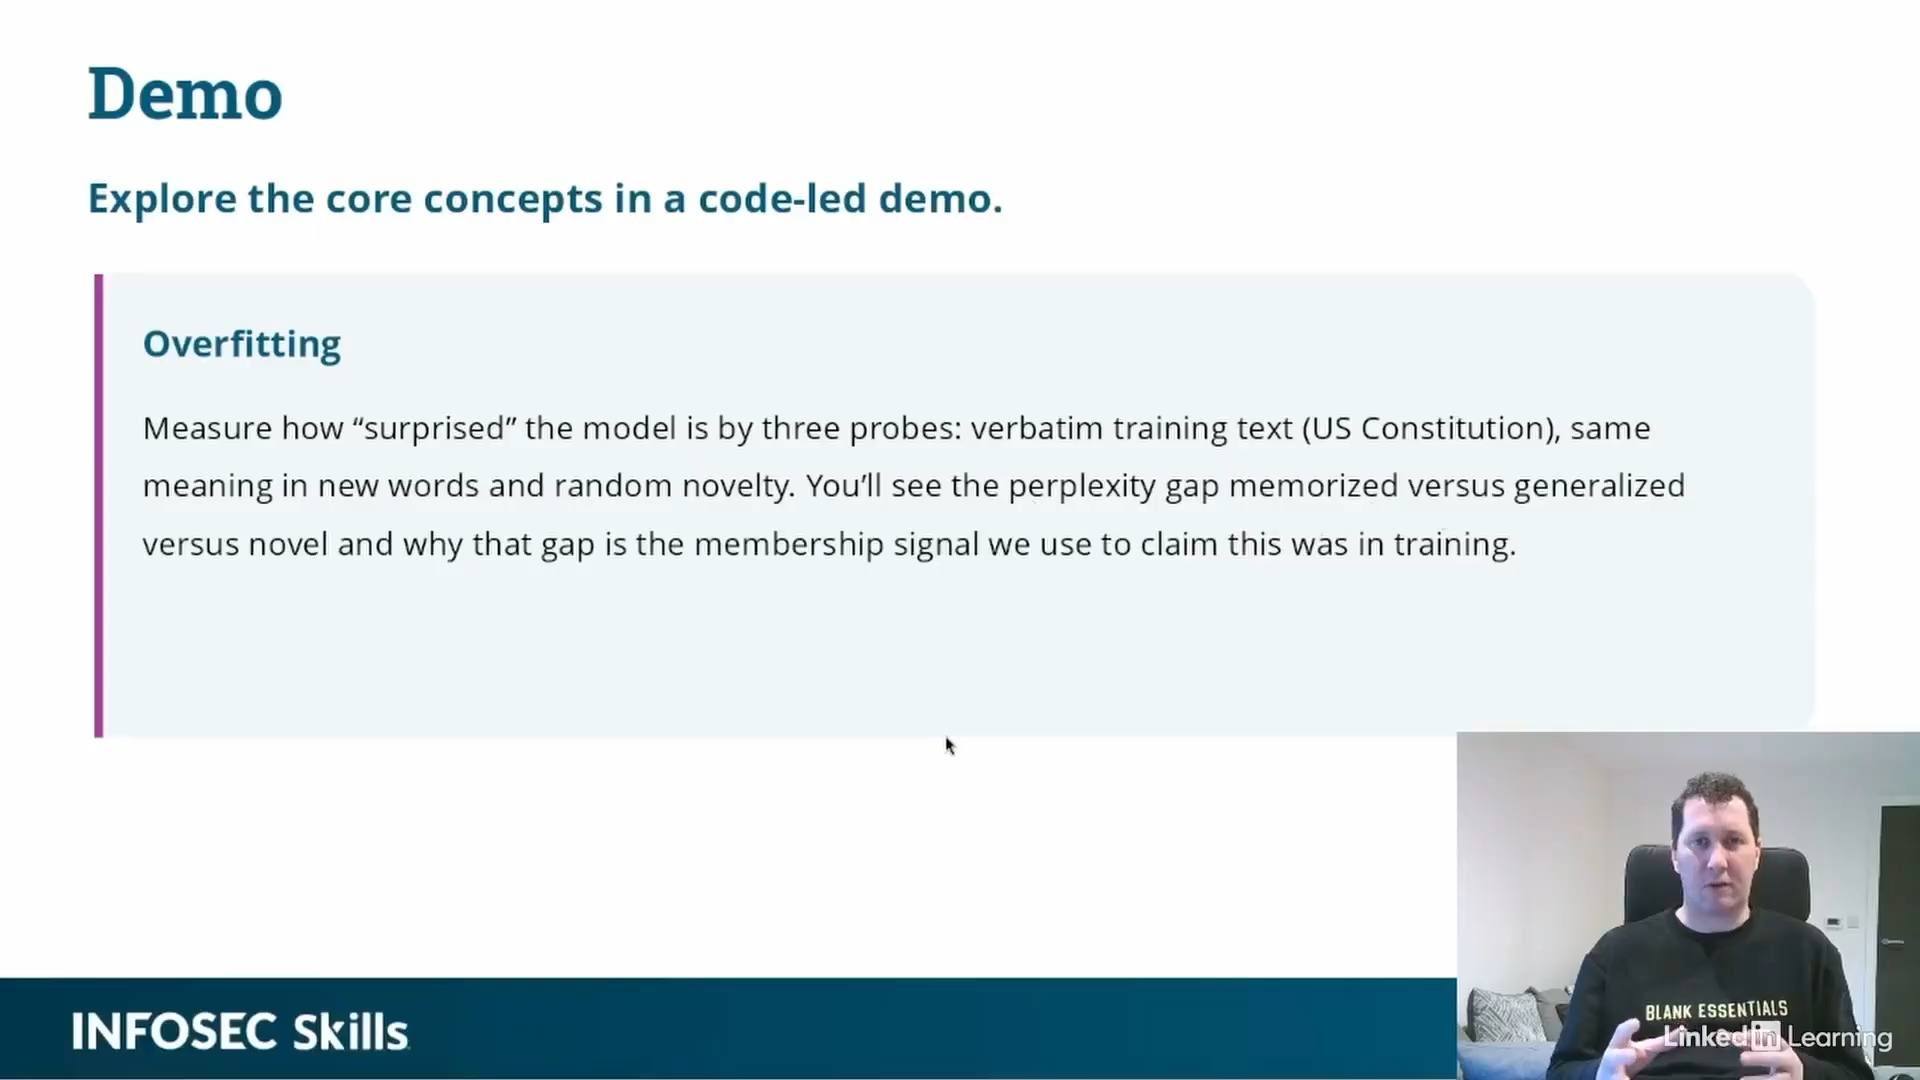 Demo
Explore the core concepts in a code-led demo.
Overfitting
Measure how “surprised” the model is by three probes: verbatim training text (US Constitution), same
meaning in new words and random novelty. You’ll see the perplexity gap memorized versus generalized
versus novel and why that gap is the membership signal we use to claim this was in training.
INFOSEC Skills
BLANK ESSENTIALS
Linked in Learning